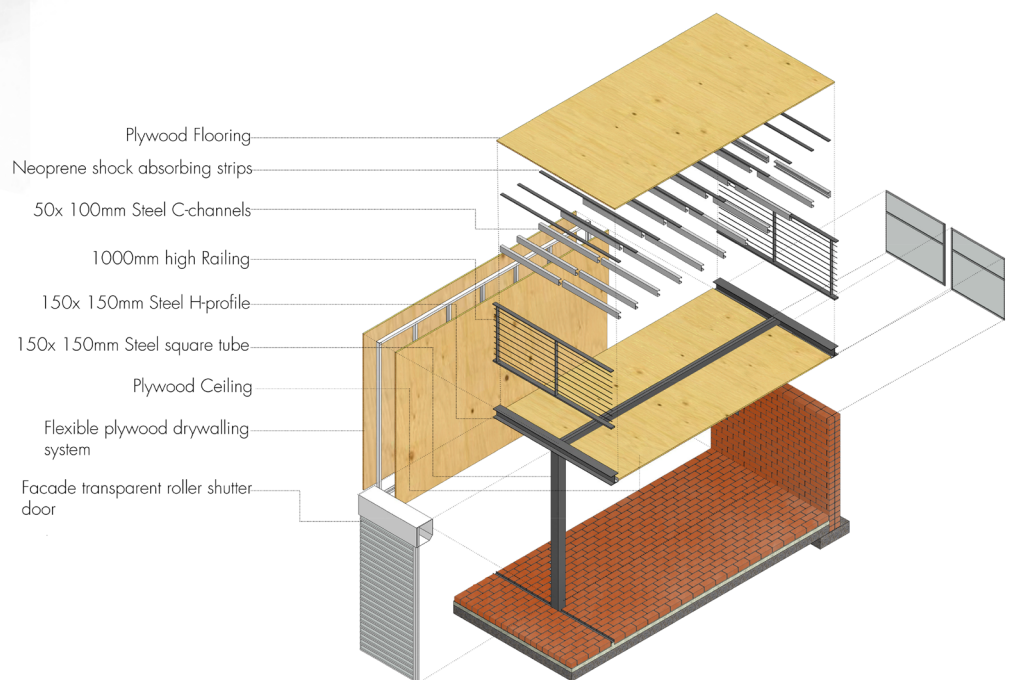 Plywood Flooring
Neoprene shock absorbing strips
50x 100mm Steel C-channels
1000mm high Railing
150x 150mm Steel H-profile
150x 150mm Steel square tube
Plywood Ceiling
Flexible plywood drywalling
system
Facade transparent roller shutter
door